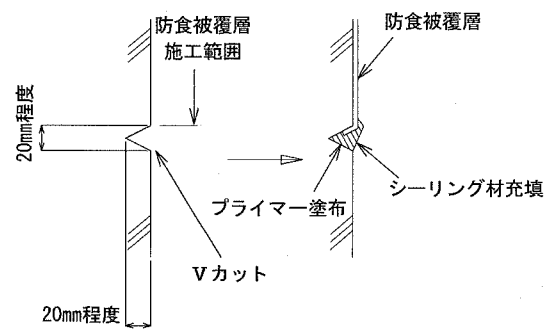 防食被覆層
施工範囲
20mm程度
Vカット
20mm程度
防食被覆層
シーリング材充填
プライマー塗布